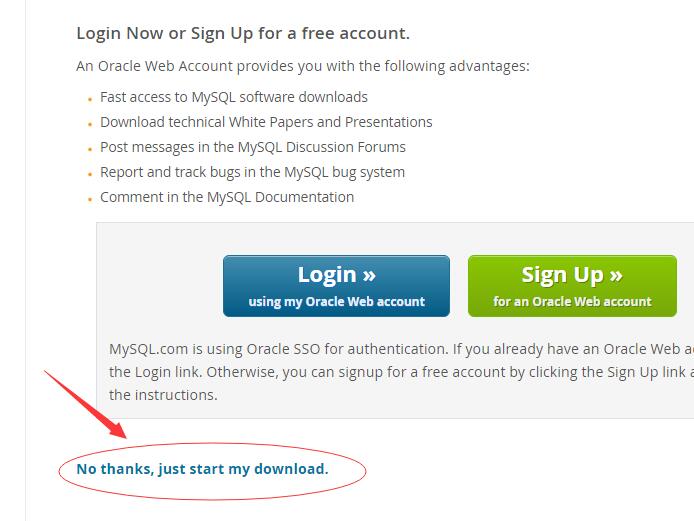 Login Now or Sign Up for a free account.
An Oracle Web Account provides you with the following advantages:
Fast access to MySQL software downloads
Download technical White Papers and Presentations
Post messages in the MySQL Discussion Forums
Report and track bugs in the MySQL bug system
Comment in the MySQL Documentation
Login »
using my Oracle Web account
Sign Up »
for an Oracle Web account
MySQL.com is using Oracle SSO for authentication. If you already have an Oracle Web
the Login link. Otherwise, you can signup for a free account by clicking the Sign Up link
the instructions.
No thanks, just start my download.